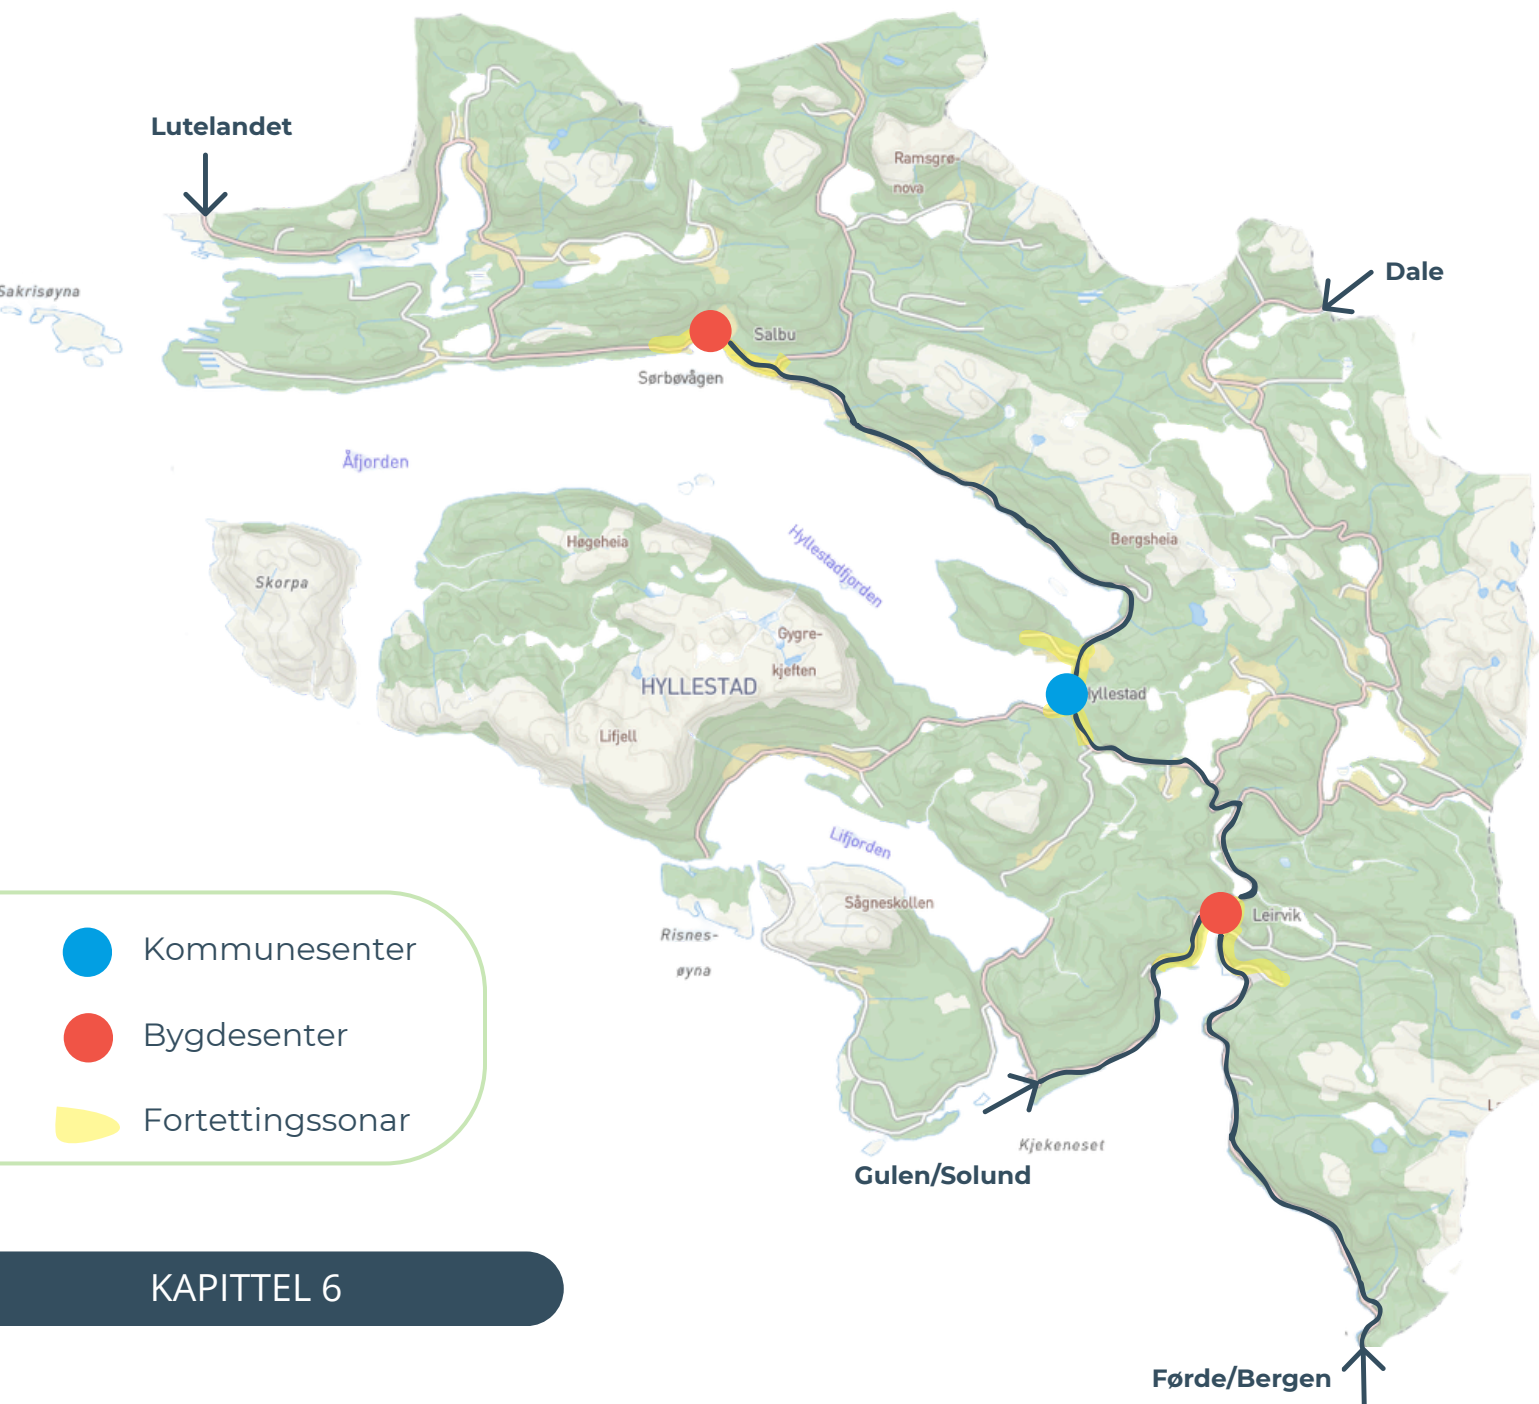 Lutelandet
Ramsgrø-
nova
Dale
Sakrisøyna
Salbu
Sørbøvågen
Åfjorden
Hyllestadfjorden
Høgeheia
Bergsheia
Skorpa
Gygre-
kjeften
HYLLESTAD
yllestad
Lifjell
Lifjorden
Sågneskollen
Leirvik
Risnes-
øyna
Kommunesenter
Bygdesenter
Fortettingssonar
Kjekeneset
Gulen/Solund
KAPITTEL 6
Førde/Bergen